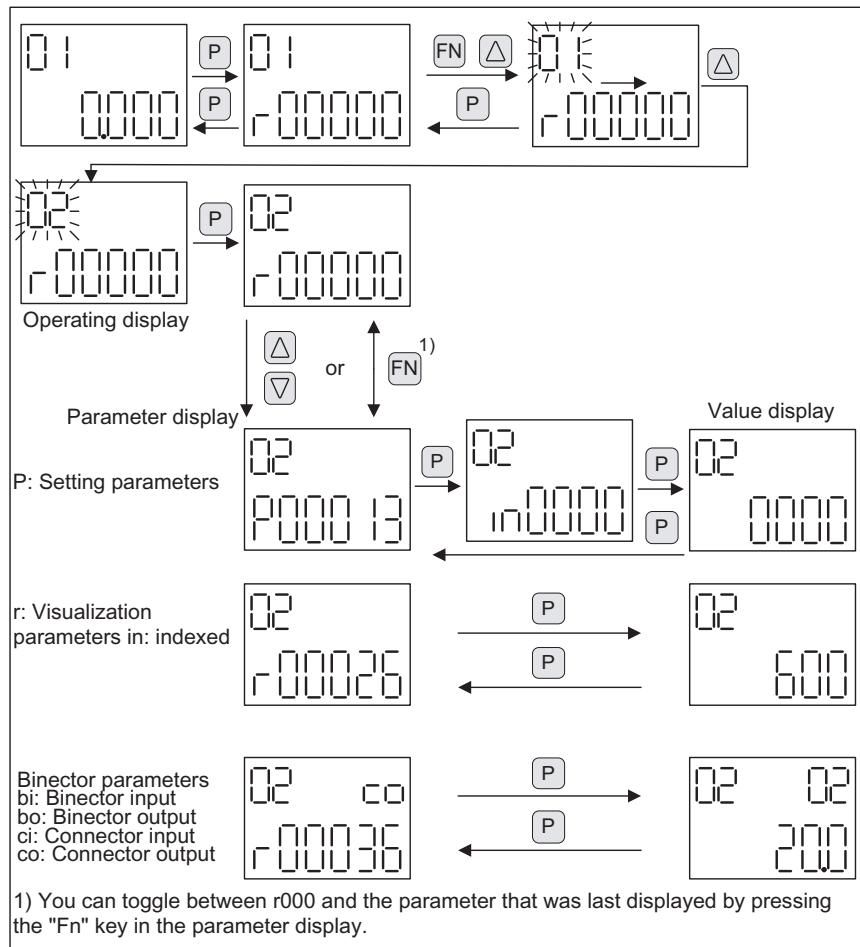 01
P
01
FN
01
0.000
P
r00000
P
r00000
02
P
02
r00000
r00000
Operating display
or
FN
1)
Parameter display
Value display
02
P
02
P
02
P: Setting parameters
P00013
in0000
P
0000
r: Visualization
parameters in: indexed
02
P
02
r00026
P
600
Binector parameters
bi: Binector input
bo: Binector output
ci: Connector input
co: Connector output
02 co
P
02 02
r00036
P
20.0
1) You can toggle between r000 and the parameter that was last displayed by pressing
the "Fn" key in the parameter display.